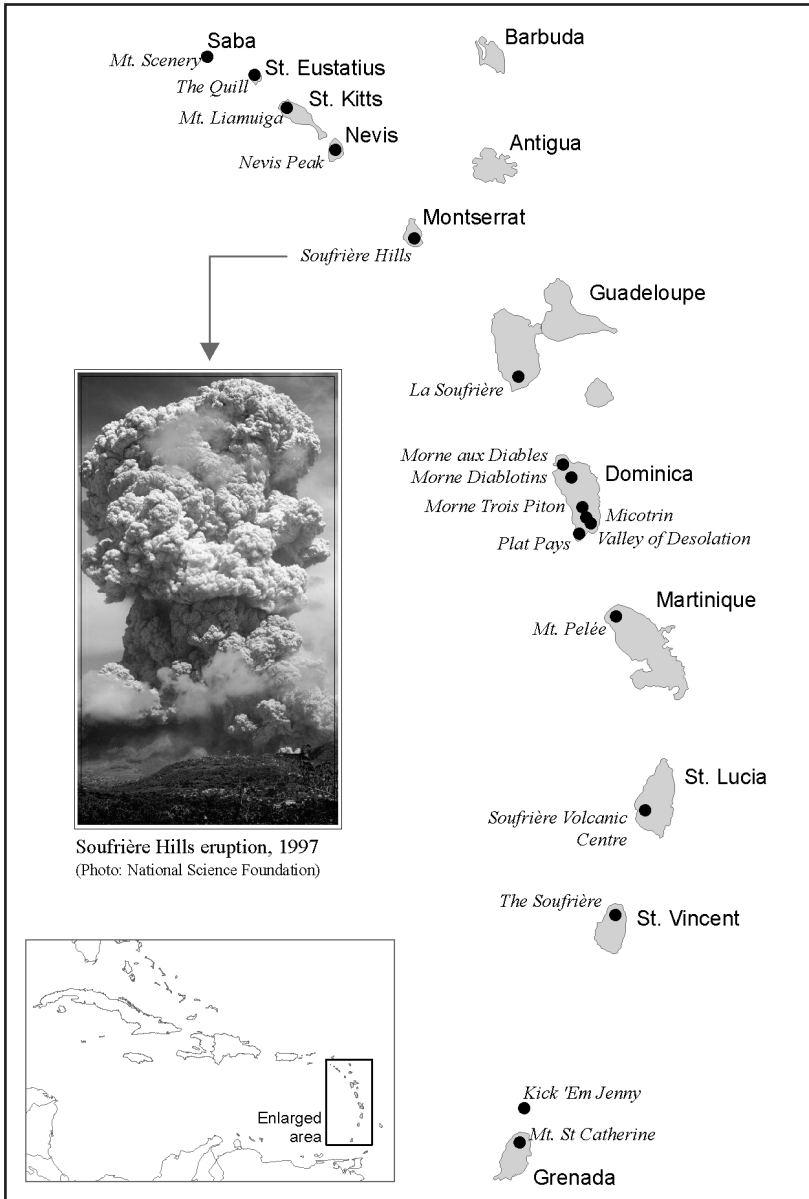 Saba
Mt. Scenery
St. Eustatius
The Quill
St. Kitts
Mt. Liamuiga
Nevis
Nevis Peak
Barbuda
Antigua
Montserrat
Soufrière Hills
Guadeloupe
La Soufrière
Morne aux Diables
Morne Diablotins
Dominica
Morne Trois Piton
Micotrin
Plat Pays
Valley of Desolation
Martinique
Mt. Pelée
St. Lucia
Soufrière Volcanic
Centre
The Soufrière
St. Vincent
Kick 'Em Jenny
Mt. St Catherine
Grenada
Soufrière Hills eruption, 1997
(Photo: National Science Foundation)
Enlarged
area